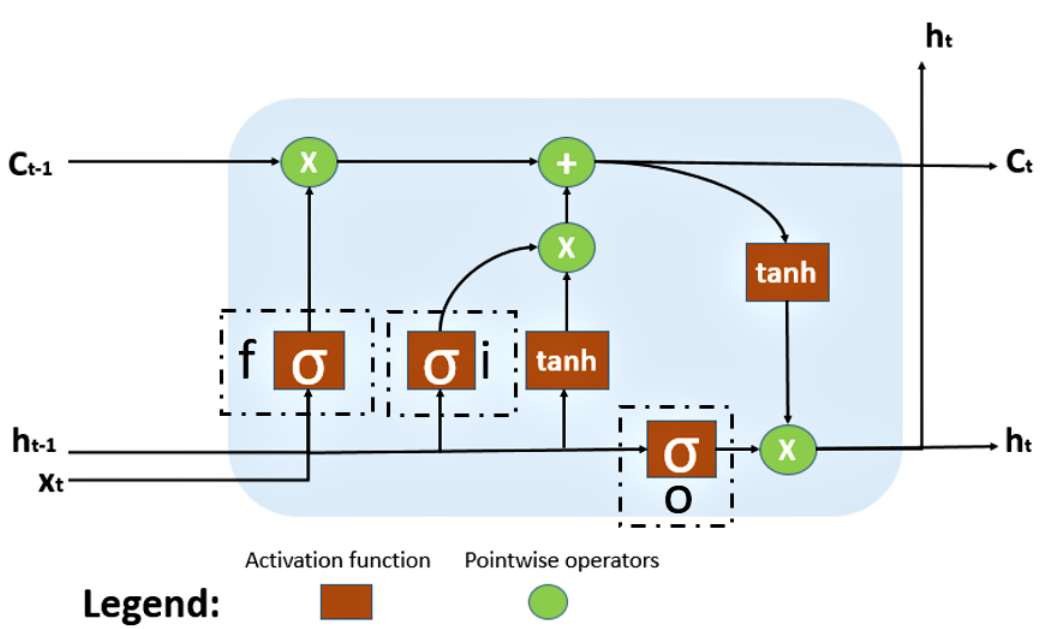 ht
Ct-1
X
+
Ct
X
tanh
f
σ
σ
i
tanh
ht-1
σ
X
ht
xt
o
Activation function
Pointwise operators
Legend: